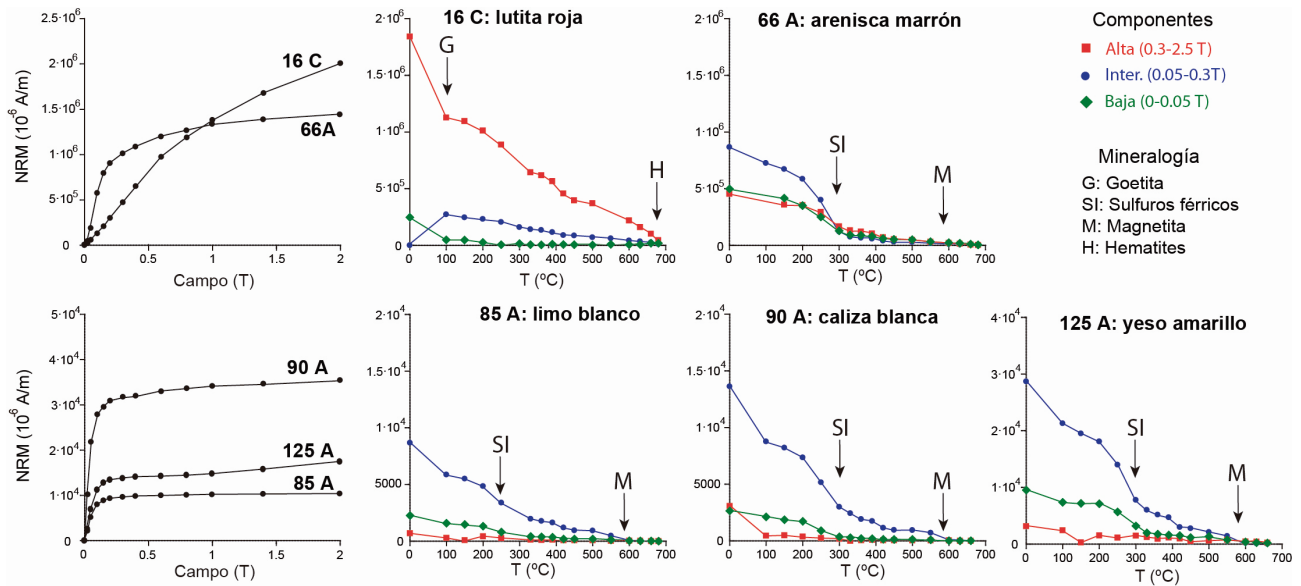 16 C: lutita roja
66 A: arenisca marrón
Componentes
Alta (0.3-2.5 T)
Inter. (0.05-0.3T)
Baja (0-0.05 T)
Mineralogía
G: Goetita
SI: Sulfuros férricos
M: Magnetita
H: Hematites
NRM (10⁻⁶ A/m)
2.5·10⁶
2·10⁶
1.5·10⁶
1·10⁶
5·10⁵
0
16 C
66A
0 0.5 1 1.5 2
Campo (T)
2·10⁶
1.5·10⁶
1·10⁶
5·10⁵
0
G
H
0 100 200 300 400 500 600 700
T (ºC)
2·10⁶
1.5·10⁶
1·10⁶
5·10⁵
0
SI
M
0 100 200 300 400 500 600 700
T (ºC)
NRM (10⁻⁶ A/m)
5·10⁴
4·10⁴
3·10⁴
2·10⁴
1·10⁴
0
90 A
125 A
85 A
0 0.5 1 1.5 2
Campo (T)
85 A: limo blanco
2·10⁴
1.5·10⁴
1·10⁴
5000
0
SI
M
0 100 200 300 400 500 600 700
T (ºC)
90 A: caliza blanca
2·10⁴
1.5·10⁴
1·10⁴
5000
0
SI
M
0 100 200 300 400 500 600 700
T (ºC)
125 A: yeso amarillo
4·10⁴
3·10⁴
2·10⁴
1·10⁴
0
SI
M
0 100 200 300 400 500 600 700
T (ºC)